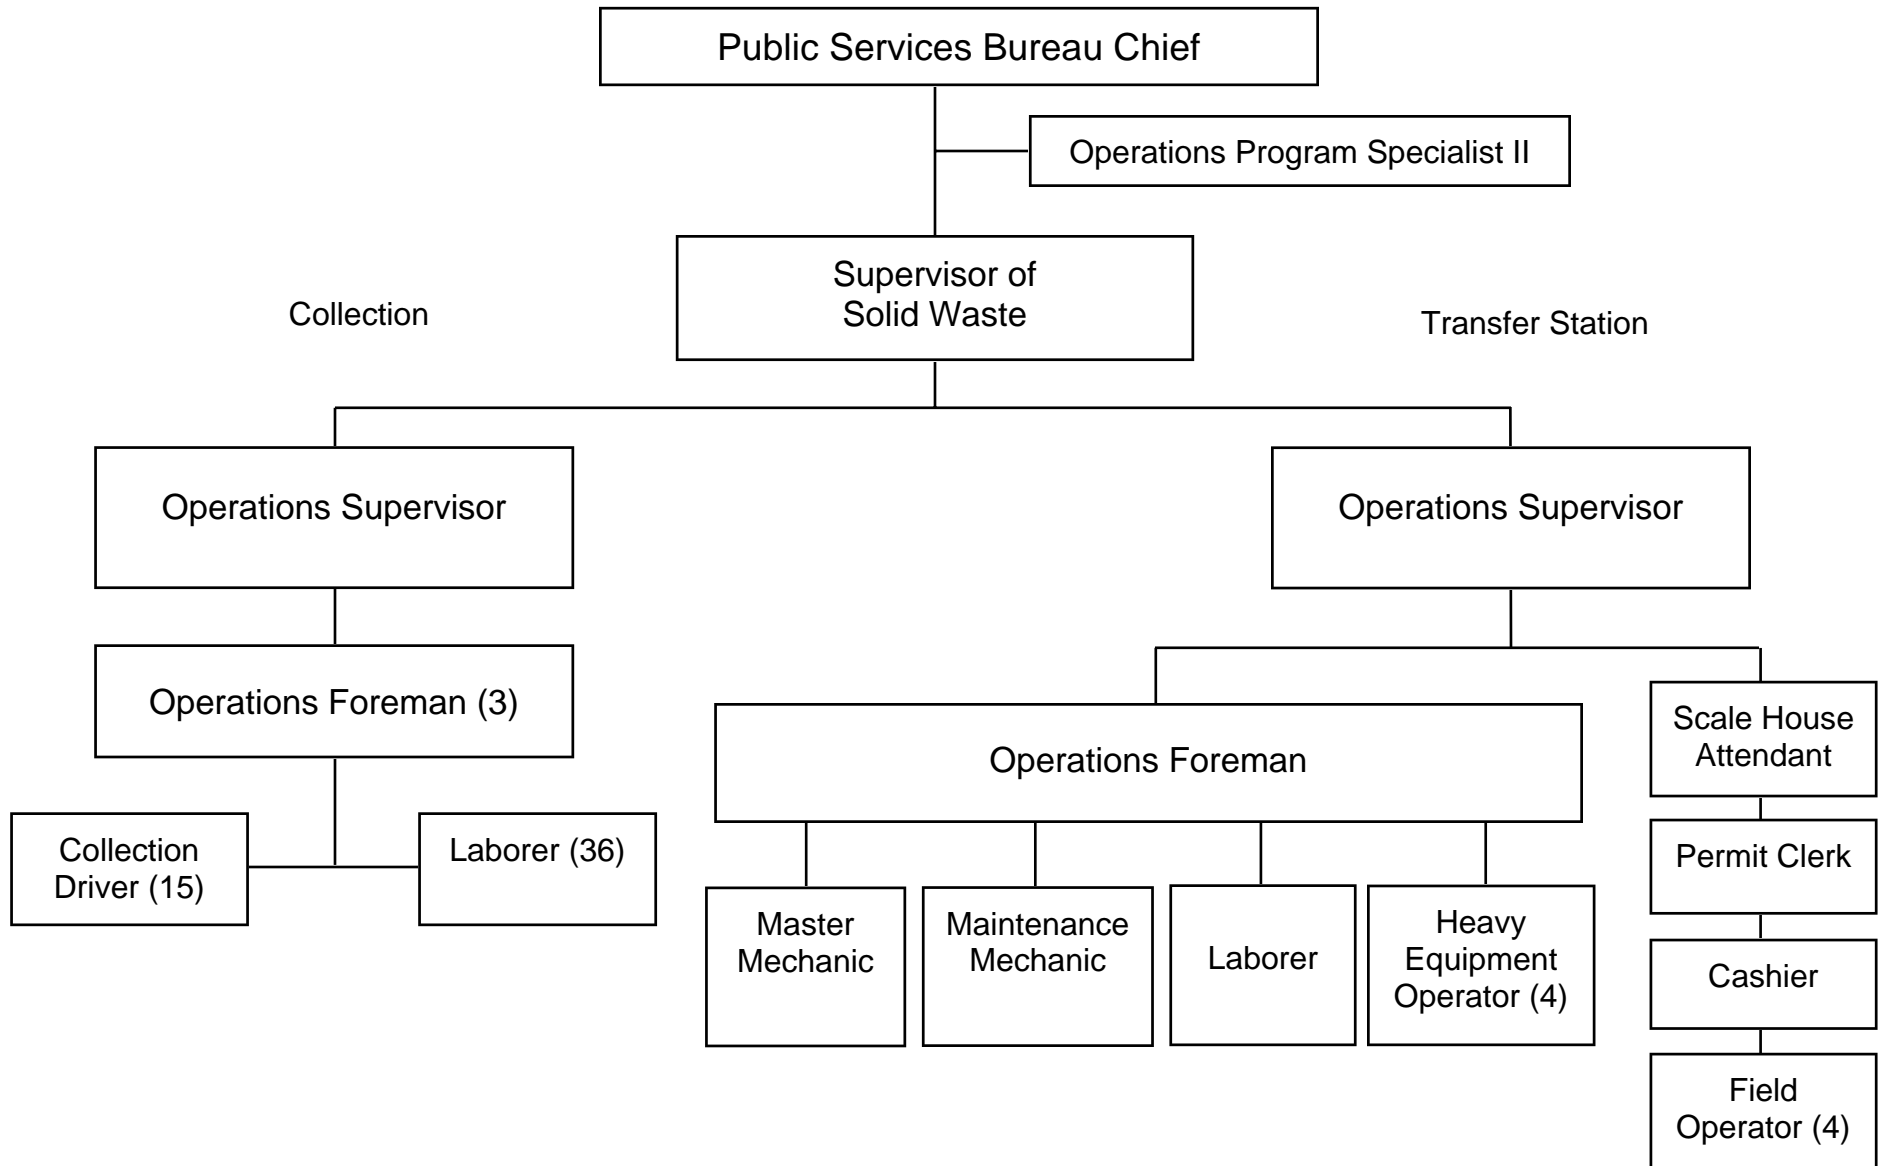 Public Services Bureau Chief
Operations Program Specialist II
Supervisor of
Solid Waste
Collection
Transfer Station
Operations Supervisor
Operations Supervisor
Operations Foreman (3)
Operations Foreman
Scale House
Attendant
Collection
Driver (15)
Laborer (36)
Permit Clerk
Master
Mechanic
Maintenance
Mechanic
Laborer
Heavy
Equipment
Operator (4)
Cashier
Field
Operator (4)